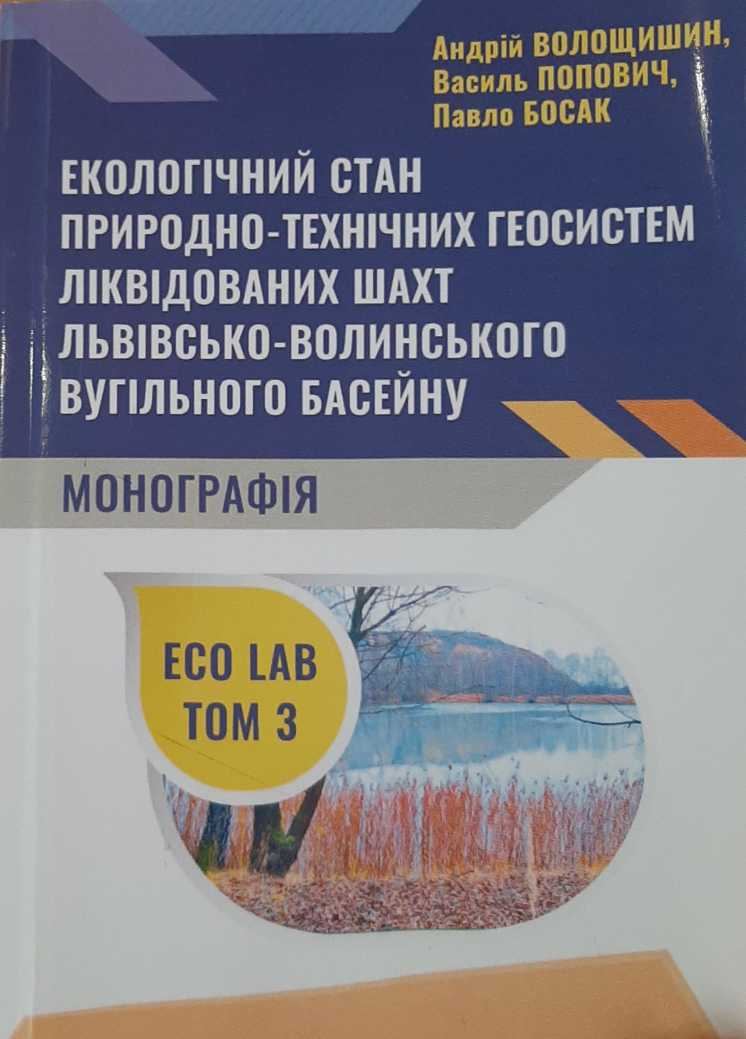 Андрій ВОЛОЩИШИН,
Василь ПОПОВИЧ,
Павло БОСАК
ЕКОЛОГІЧНИЙ СТАН
ПРИРОДНО-ТЕХНІЧНИХ ГЕОСИСТЕМ
ЛІКВІДОВАНИХ ШАХТ
ЛЬВІВСЬКО-ВОЛИНСЬКОГО
ВУГІЛЬНОГО БАСЕЙНУ
МОНОГРАФІЯ
ECO LAB
ТОМ 3